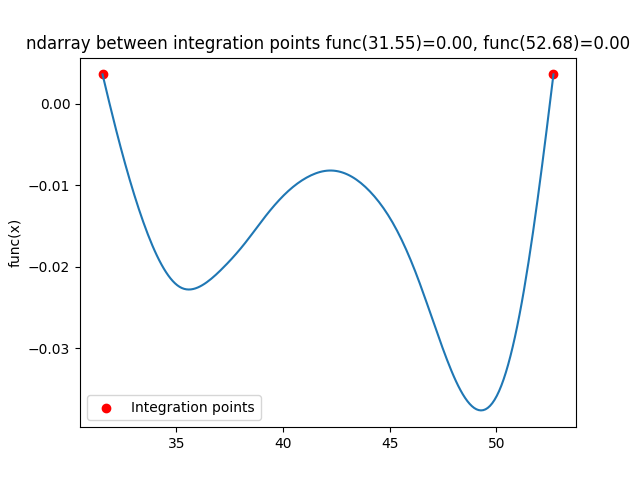 ndarray between integration points func(31.55)=0.00, func(52.68)=0.00
0.00
−0.01
−0.02
−0.03
func(x)
Integration points
35 40 45 50